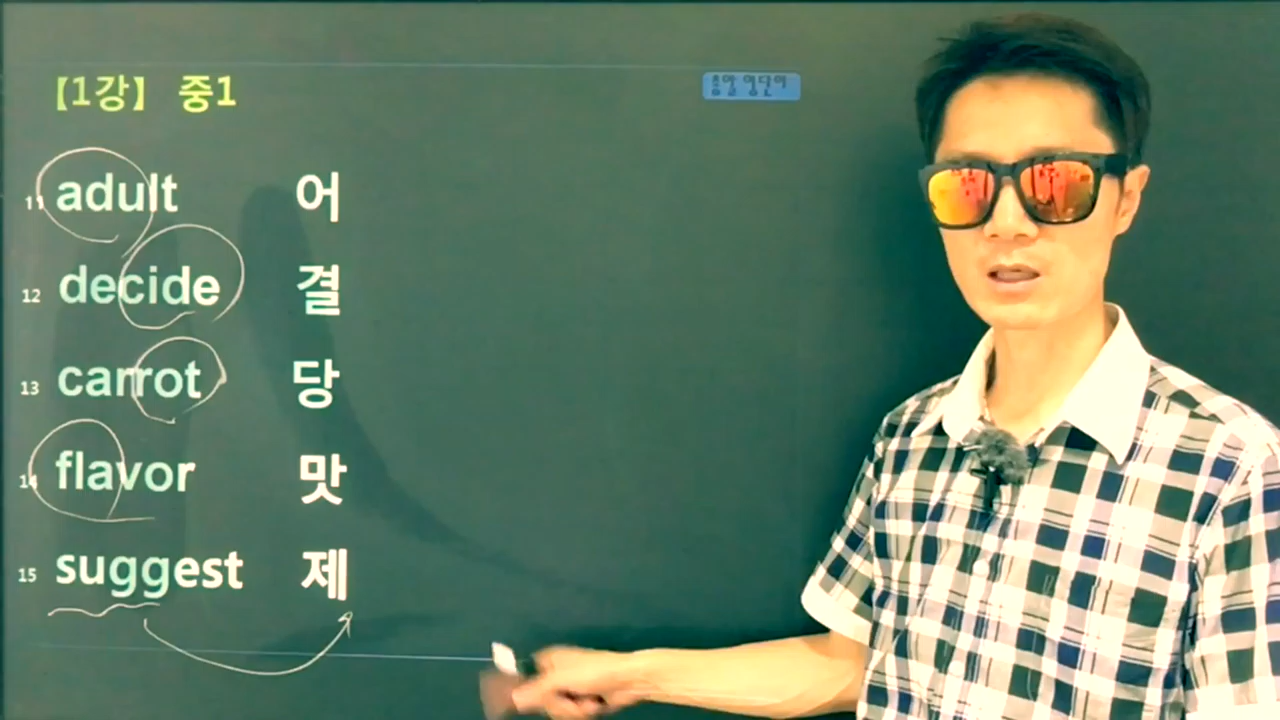 【1강】 중1
11 adult 어
12 decide 결
13 carrot 당
14 flavor 맛
15 suggest 제